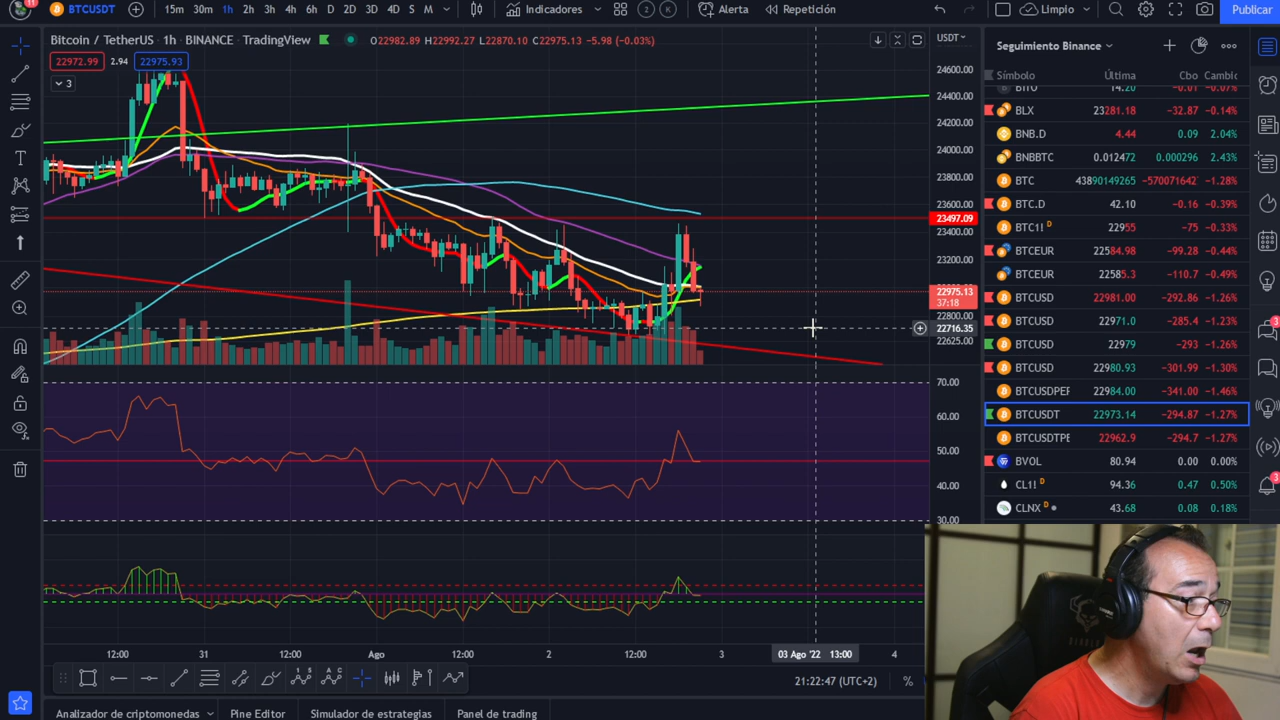 11
BTCUSDT
15m 30m 1h 2h 3h 4h 6h D 2D 3D 4D S M
Indicadores
2 K
Alerta
Repetición
Limpio
Publicar
Bitcoin / TetherUS · 1h · BINANCE · TradingView
O22982.89 H22992.27 L22870.10 C22975.13 -5.98 (-0.03%)
22972.99 2.94 22975.93
3
USDT
24600.00
24400.00
24200.00
24000.00
23800.00
23600.00
23497.09
23400.00
23200.00
22975.13
37:18
22800.00
22716.35
22625.00
70.00
60.00
50.00
40.00
30.00
12:00 31 12:00 Ago 12:00 2 12:00 3 03 Ago '22 13:00 4
21:22:47 (UTC+2)
%
Analizador de criptomonedas
Pine Editor
Simulador de estrategias
Panel de trading
Seguimiento Binance
Símbolo Última Cbo Cambic
BITO 14.20 -0.01 -0.07%
BLX 23281.18 -32.87 -0.14%
BNB.D 4.44 0.09 2.04%
BNBBTC 0.012472 0.000296 2.43%
BTC 43890149265 -570071642 -1.28%
BTC.D 42.10 -0.16 -0.39%
BTC1! D 22955 -75 -0.33%
BTCEUR 22584.98 -99.28 -0.44%
BTCEUR 22585.3 -110.7 -0.49%
BTCUSD 22981.00 -292.86 -1.26%
BTCUSD 22971.0 -285.4 -1.23%
BTCUSD 22979 -293 -1.26%
BTCUSD 22980.93 -301.99 -1.30%
BTCUSDPEF 22984.00 -341.00 -1.46%
BTCUSDT 22973.14 -294.87 -1.27%
BTCUSDTPE 22962.9 -294.7 -1.27%
BVOL 80.94 0.00 0.00%
CL1! D 94.36 0.47 0.50%
CLNX D 43.68 0.08 0.18%
3
3